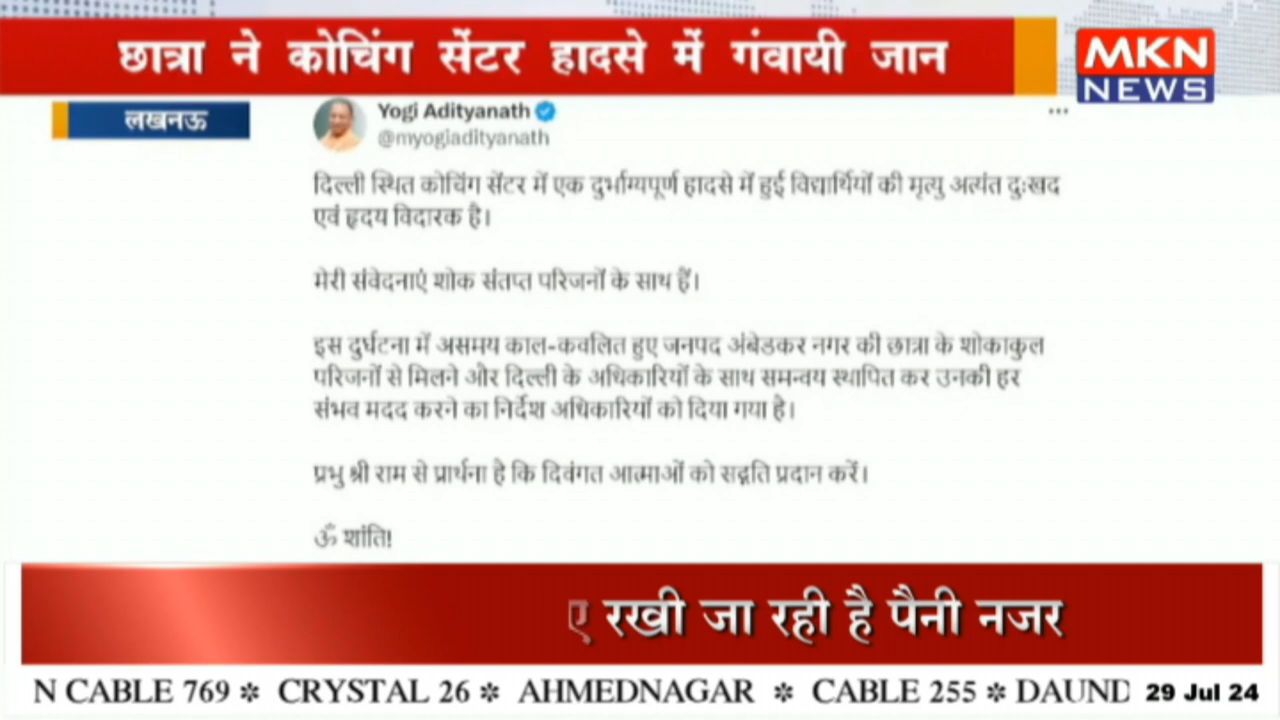 छात्रा ने कोचिंग सेंटर हादसे में गंवायी जान
MKN
NEWS
लखनऊ
Yogi Adityanath
@myogiadityanath
दिल्ली स्थित कोचिंग सेंटर में एक दुर्भाग्यपूर्ण हादसे में हुई विद्यार्थियों की मृत्यु अत्यंत दुःखद
एवं हृदय विदारक है।
मेरी संवेदनाएं शोक संतप्त परिजनों के साथ हैं।
इस दुर्घटना में असमय काल-कवलित हुए जनपद अंबेडकर नगर की छात्रा के शोकाकुल
परिजनों से मिलने और दिल्ली के अधिकारियों के साथ समन्वय स्थापित कर उनकी हर
संभव मदद करने का निर्देश अधिकारियों को दिया गया है।
प्रभु श्री राम से प्रार्थना है कि दिवंगत आत्माओं को सद्गति प्रदान करें।
ॐ शांति!
ए रखी जा रही है पैनी नजर
N CABLE 769 ✲ CRYSTAL 26 ✲ AHMEDNAGAR ✲ CABLE 255 ✲ DAUND
29 Jul 24